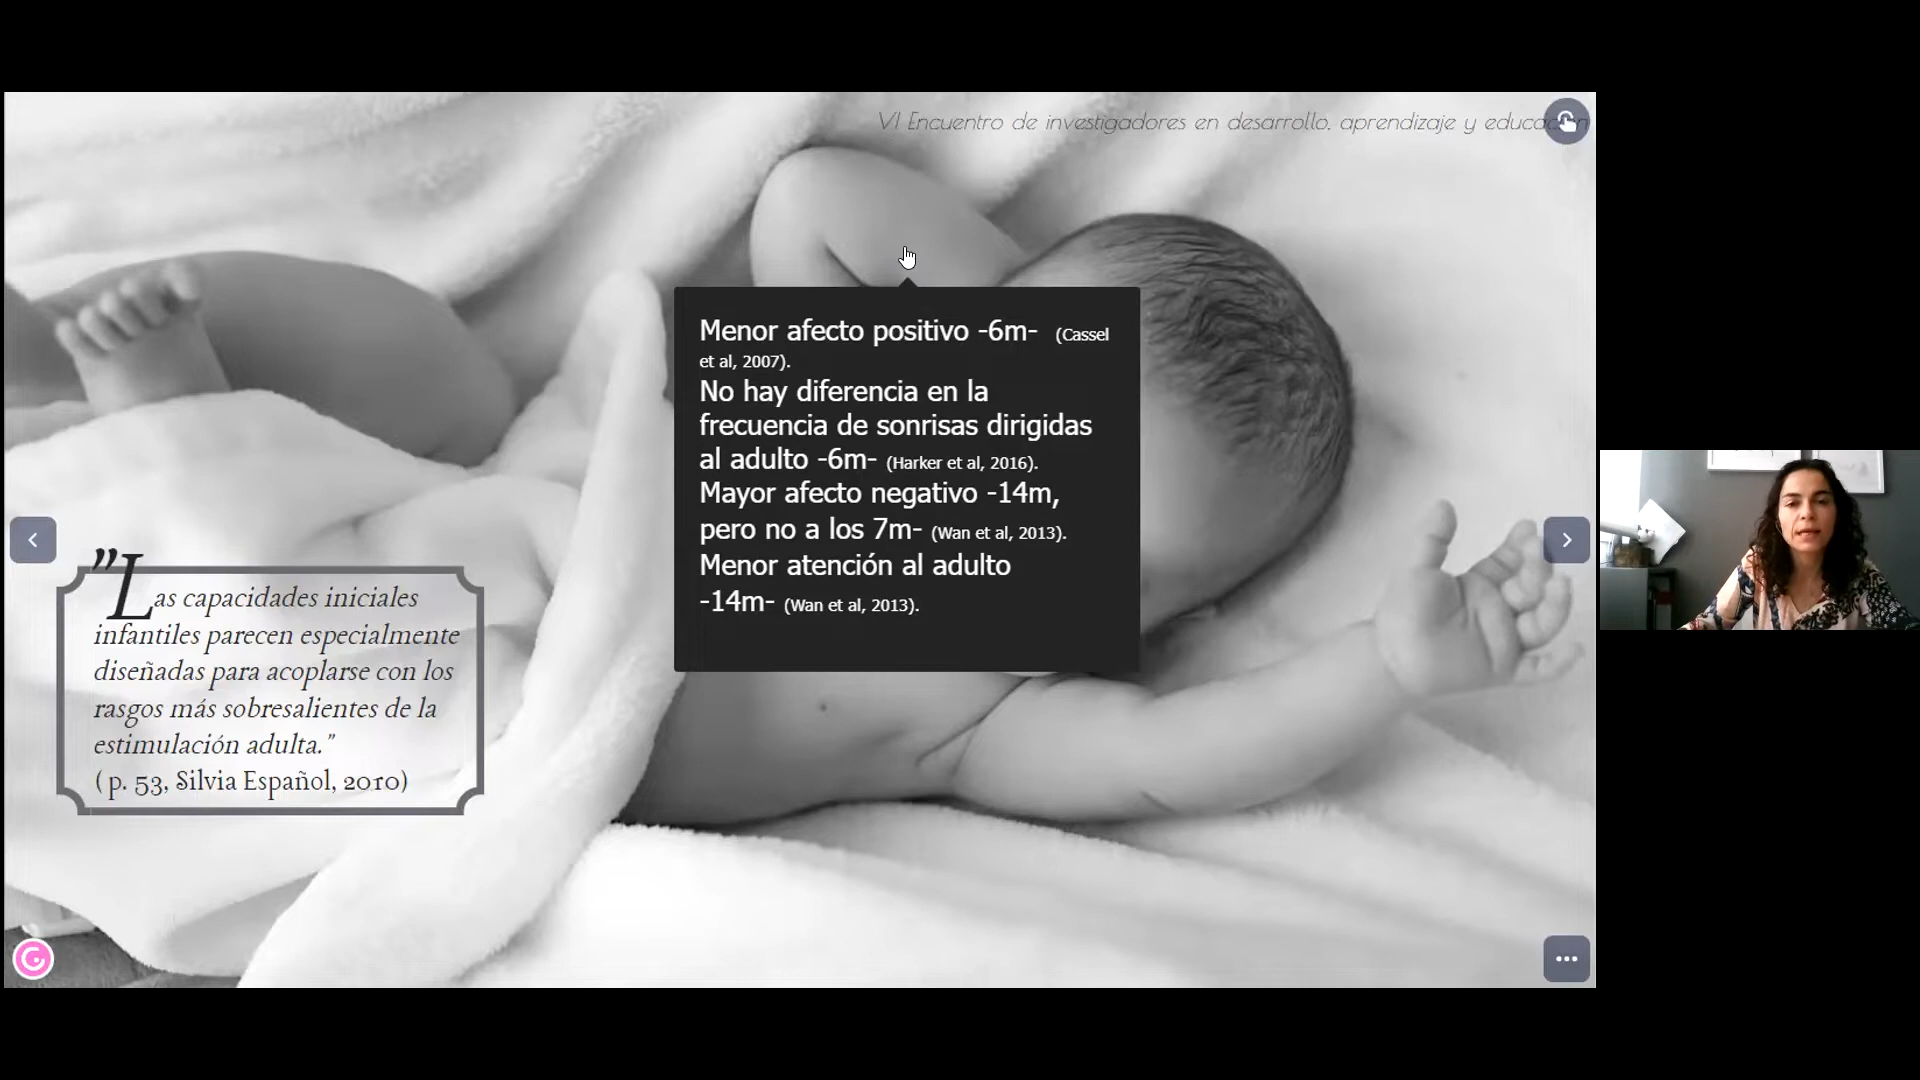 VI Encuentro de investigadores en desarrollo, aprendizaje y educación
Menor afecto positivo -6m- (Cassel
et al, 2007).
No hay diferencia en la
frecuencia de sonrisas dirigidas
al adulto -6m- (Harker et al, 2016).
Mayor afecto negativo -14m,
pero no a los 7m- (Wan et al, 2013).
Menor atención al adulto
-14m- (Wan et al, 2013).
"Las capacidades iniciales
infantiles parecen especialmente
diseñadas para acoplarse con los
rasgos más sobresalientes de la
estimulación adulta."
( p. 53, Silvia Español, 2010)